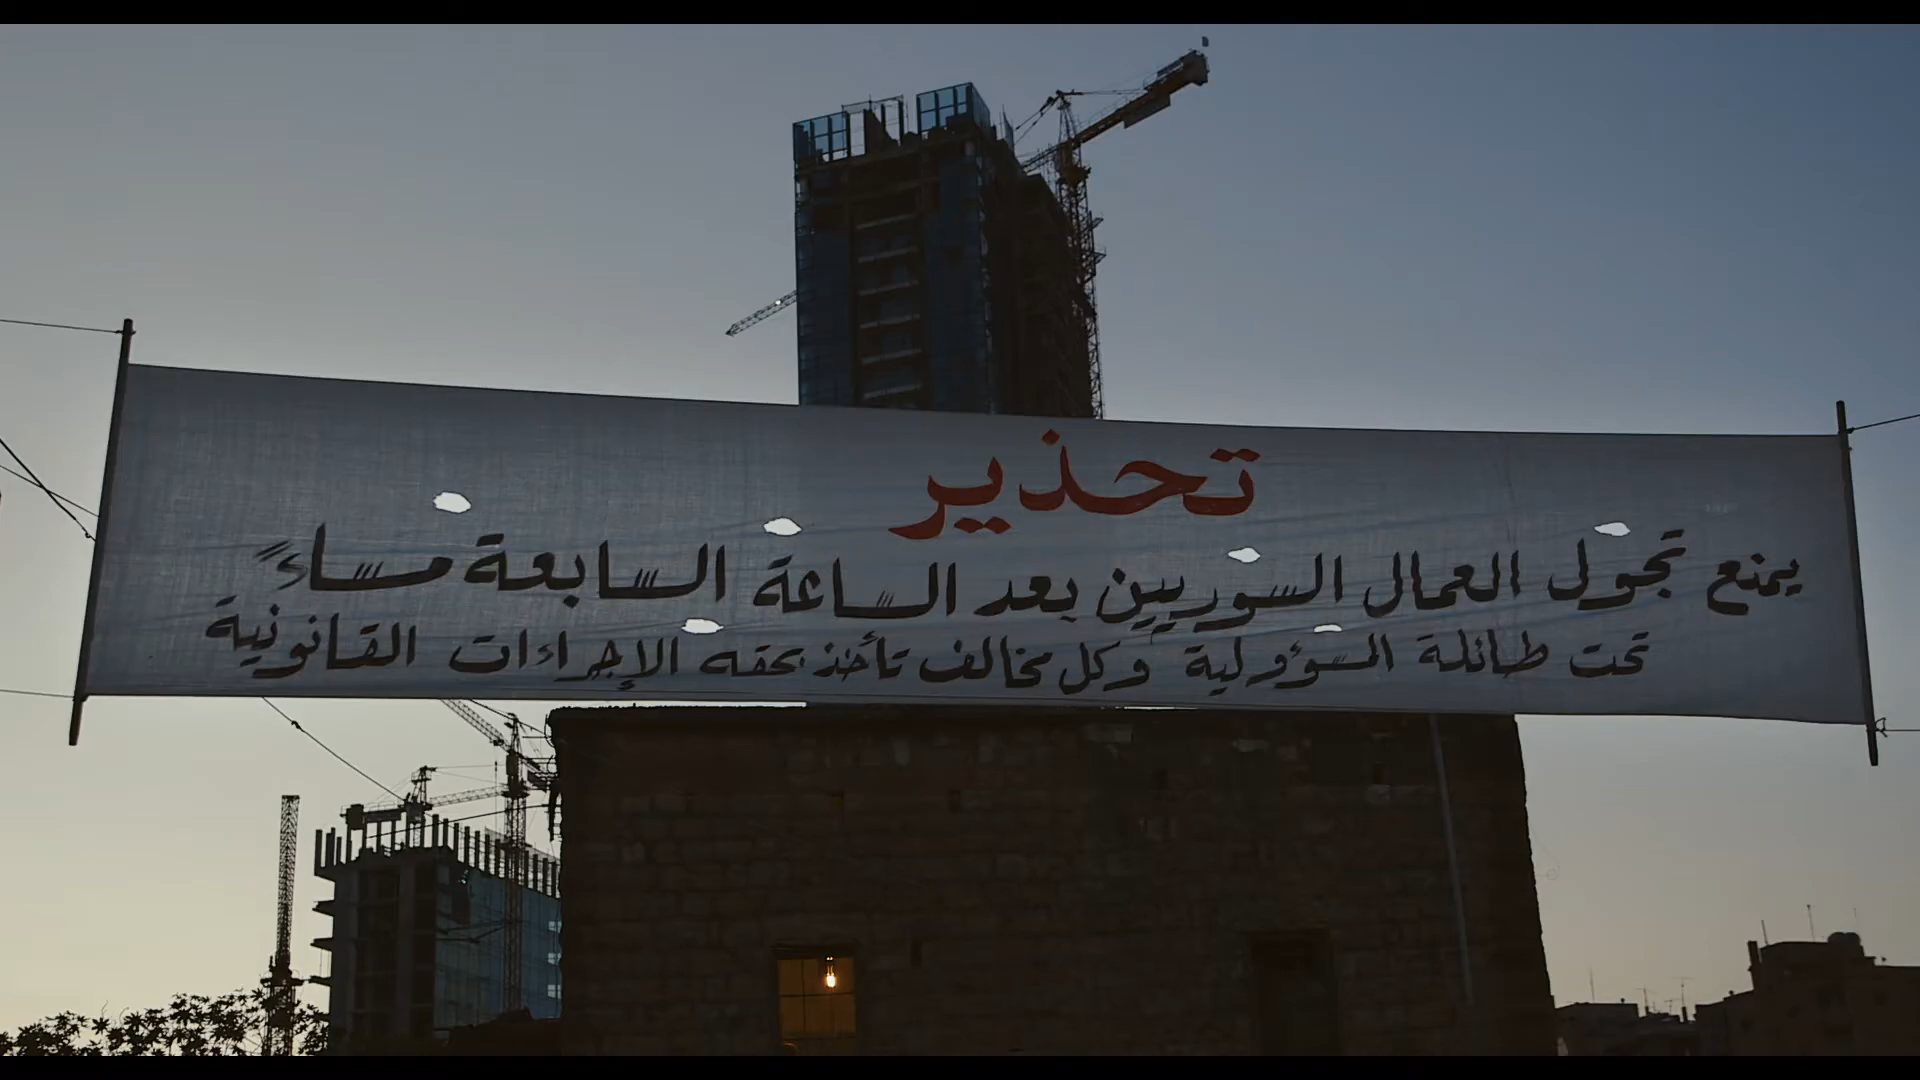 تحذير
يمنع تجول العمال السوريين بعد الساعة السابعة مساءً
تحت طائلة المسؤولية وكل مخالف تأخذ بحقه الإجراءات القانونية